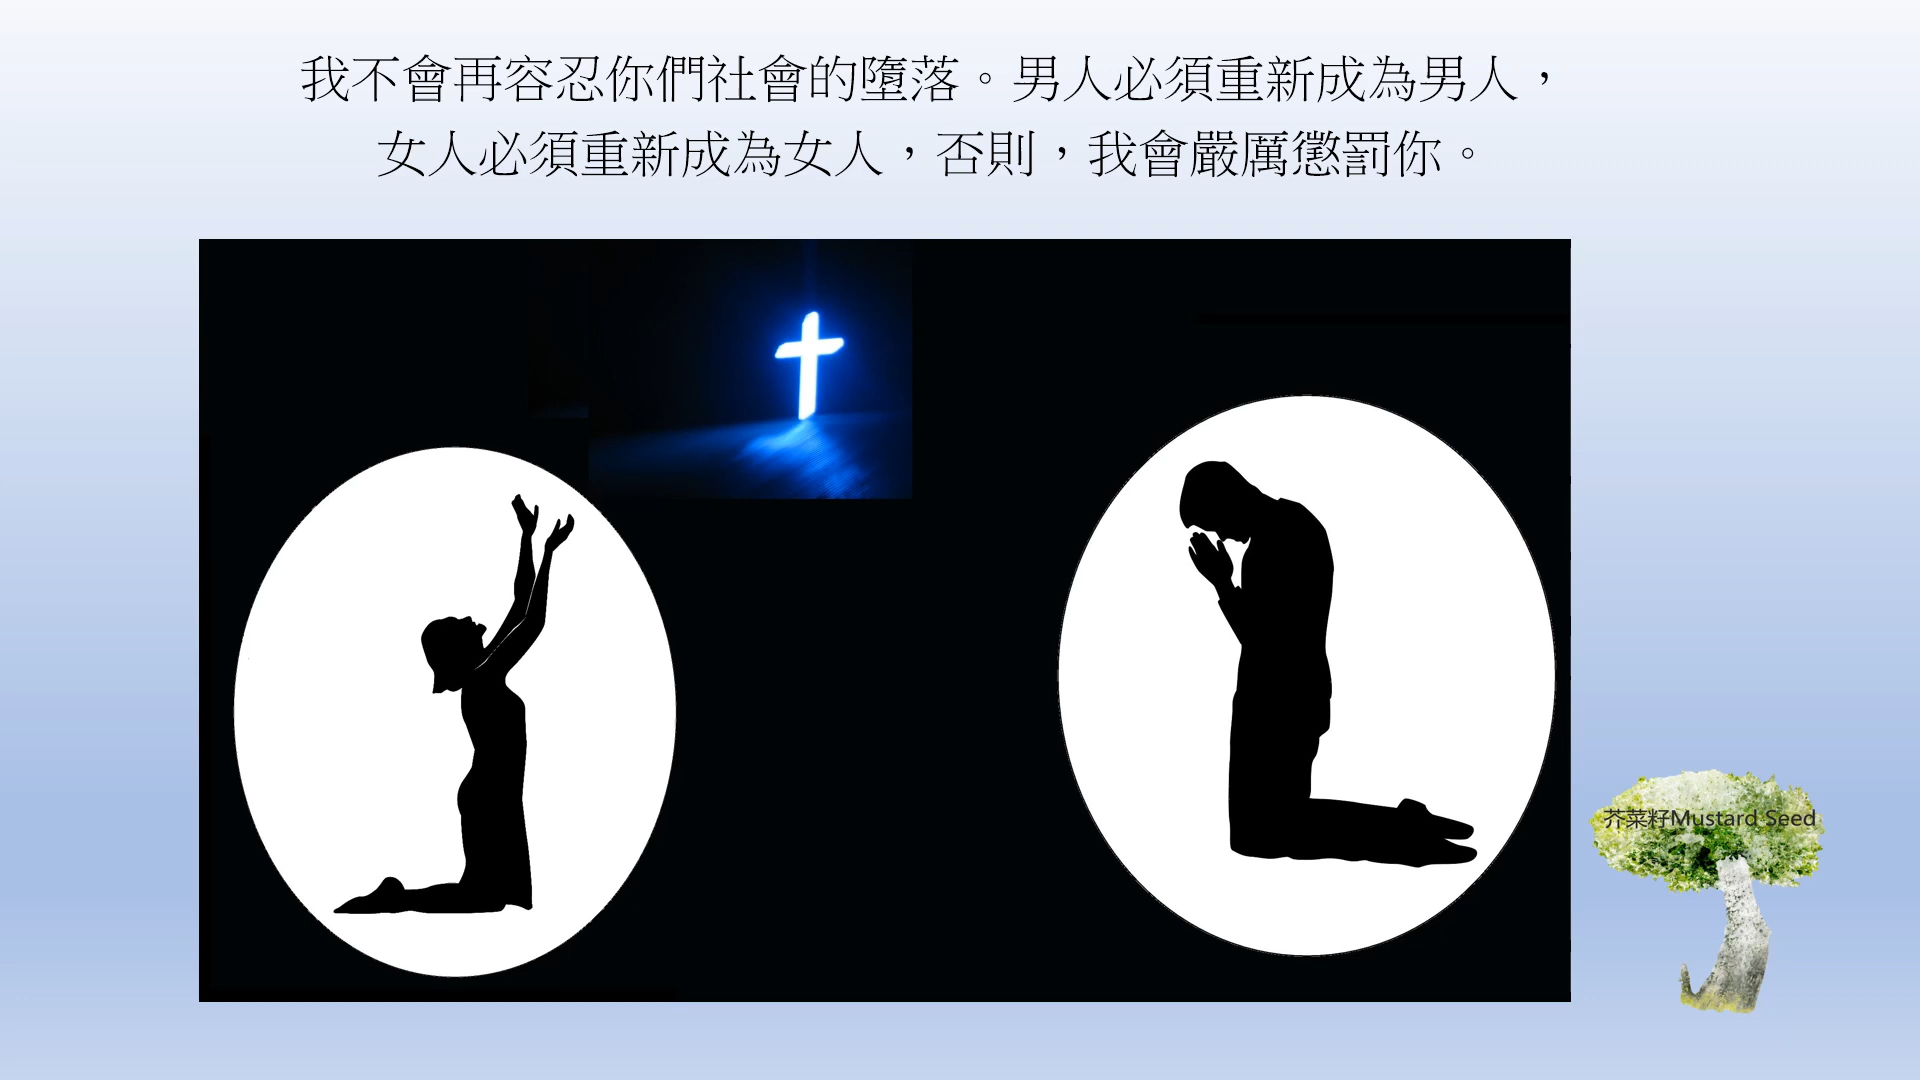 我不會再容忍你們社會的墮落。男人必須重新成為男人，
女人必須重新成為女人，否則，我會嚴厲懲罰你。
芥菜籽Mustard Seed